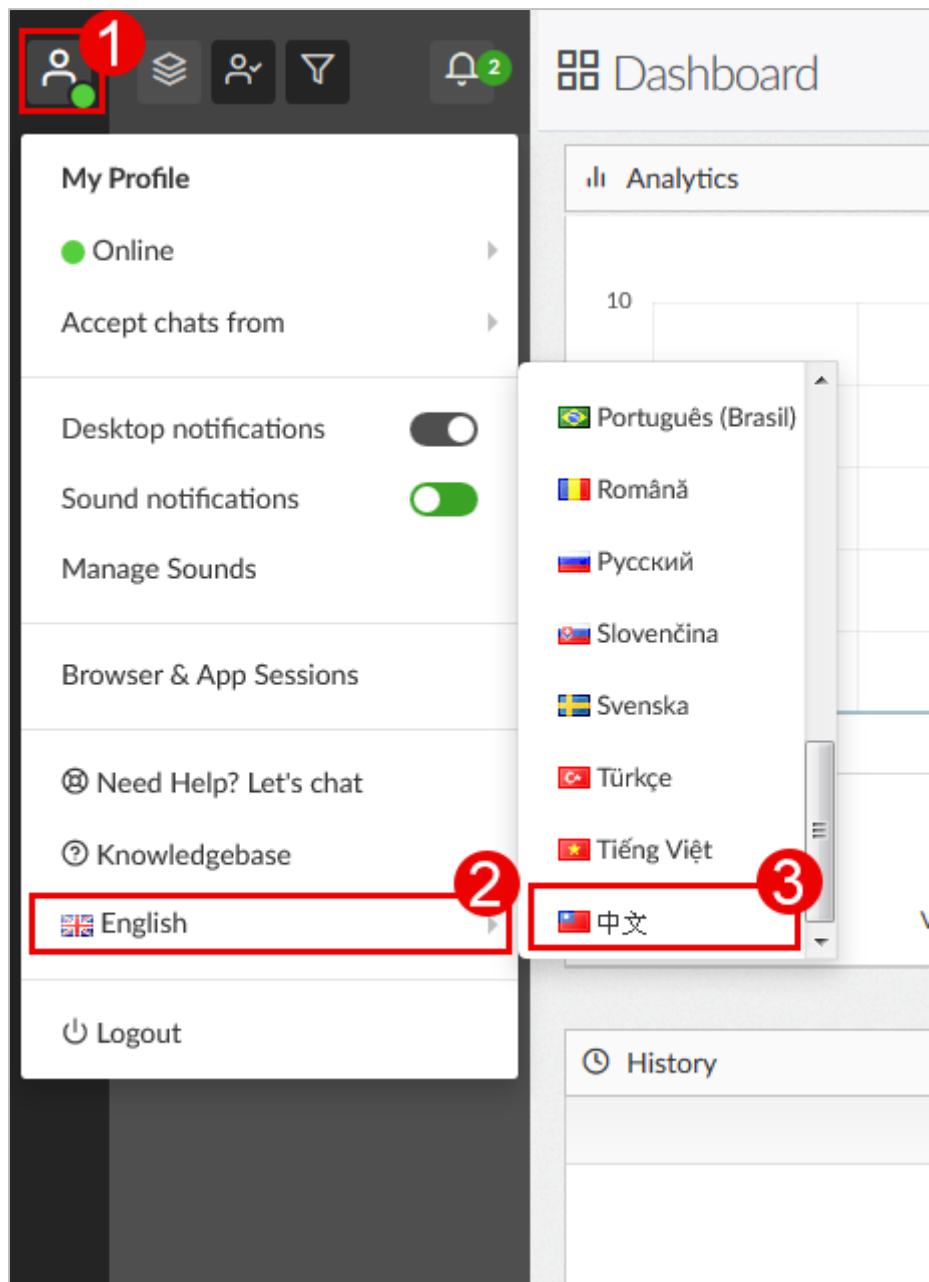 1
2
Dashboard
My Profile
Online
Accept chats from
Desktop notifications
Sound notifications
Manage Sounds
Browser & App Sessions
Need Help? Let's chat
Knowledgebase
2
English
Logout
Analytics
10
Português (Brasil)
Română
Русский
Slovenčina
Svenska
Türkçe
Tiếng Việt
3
中文
History